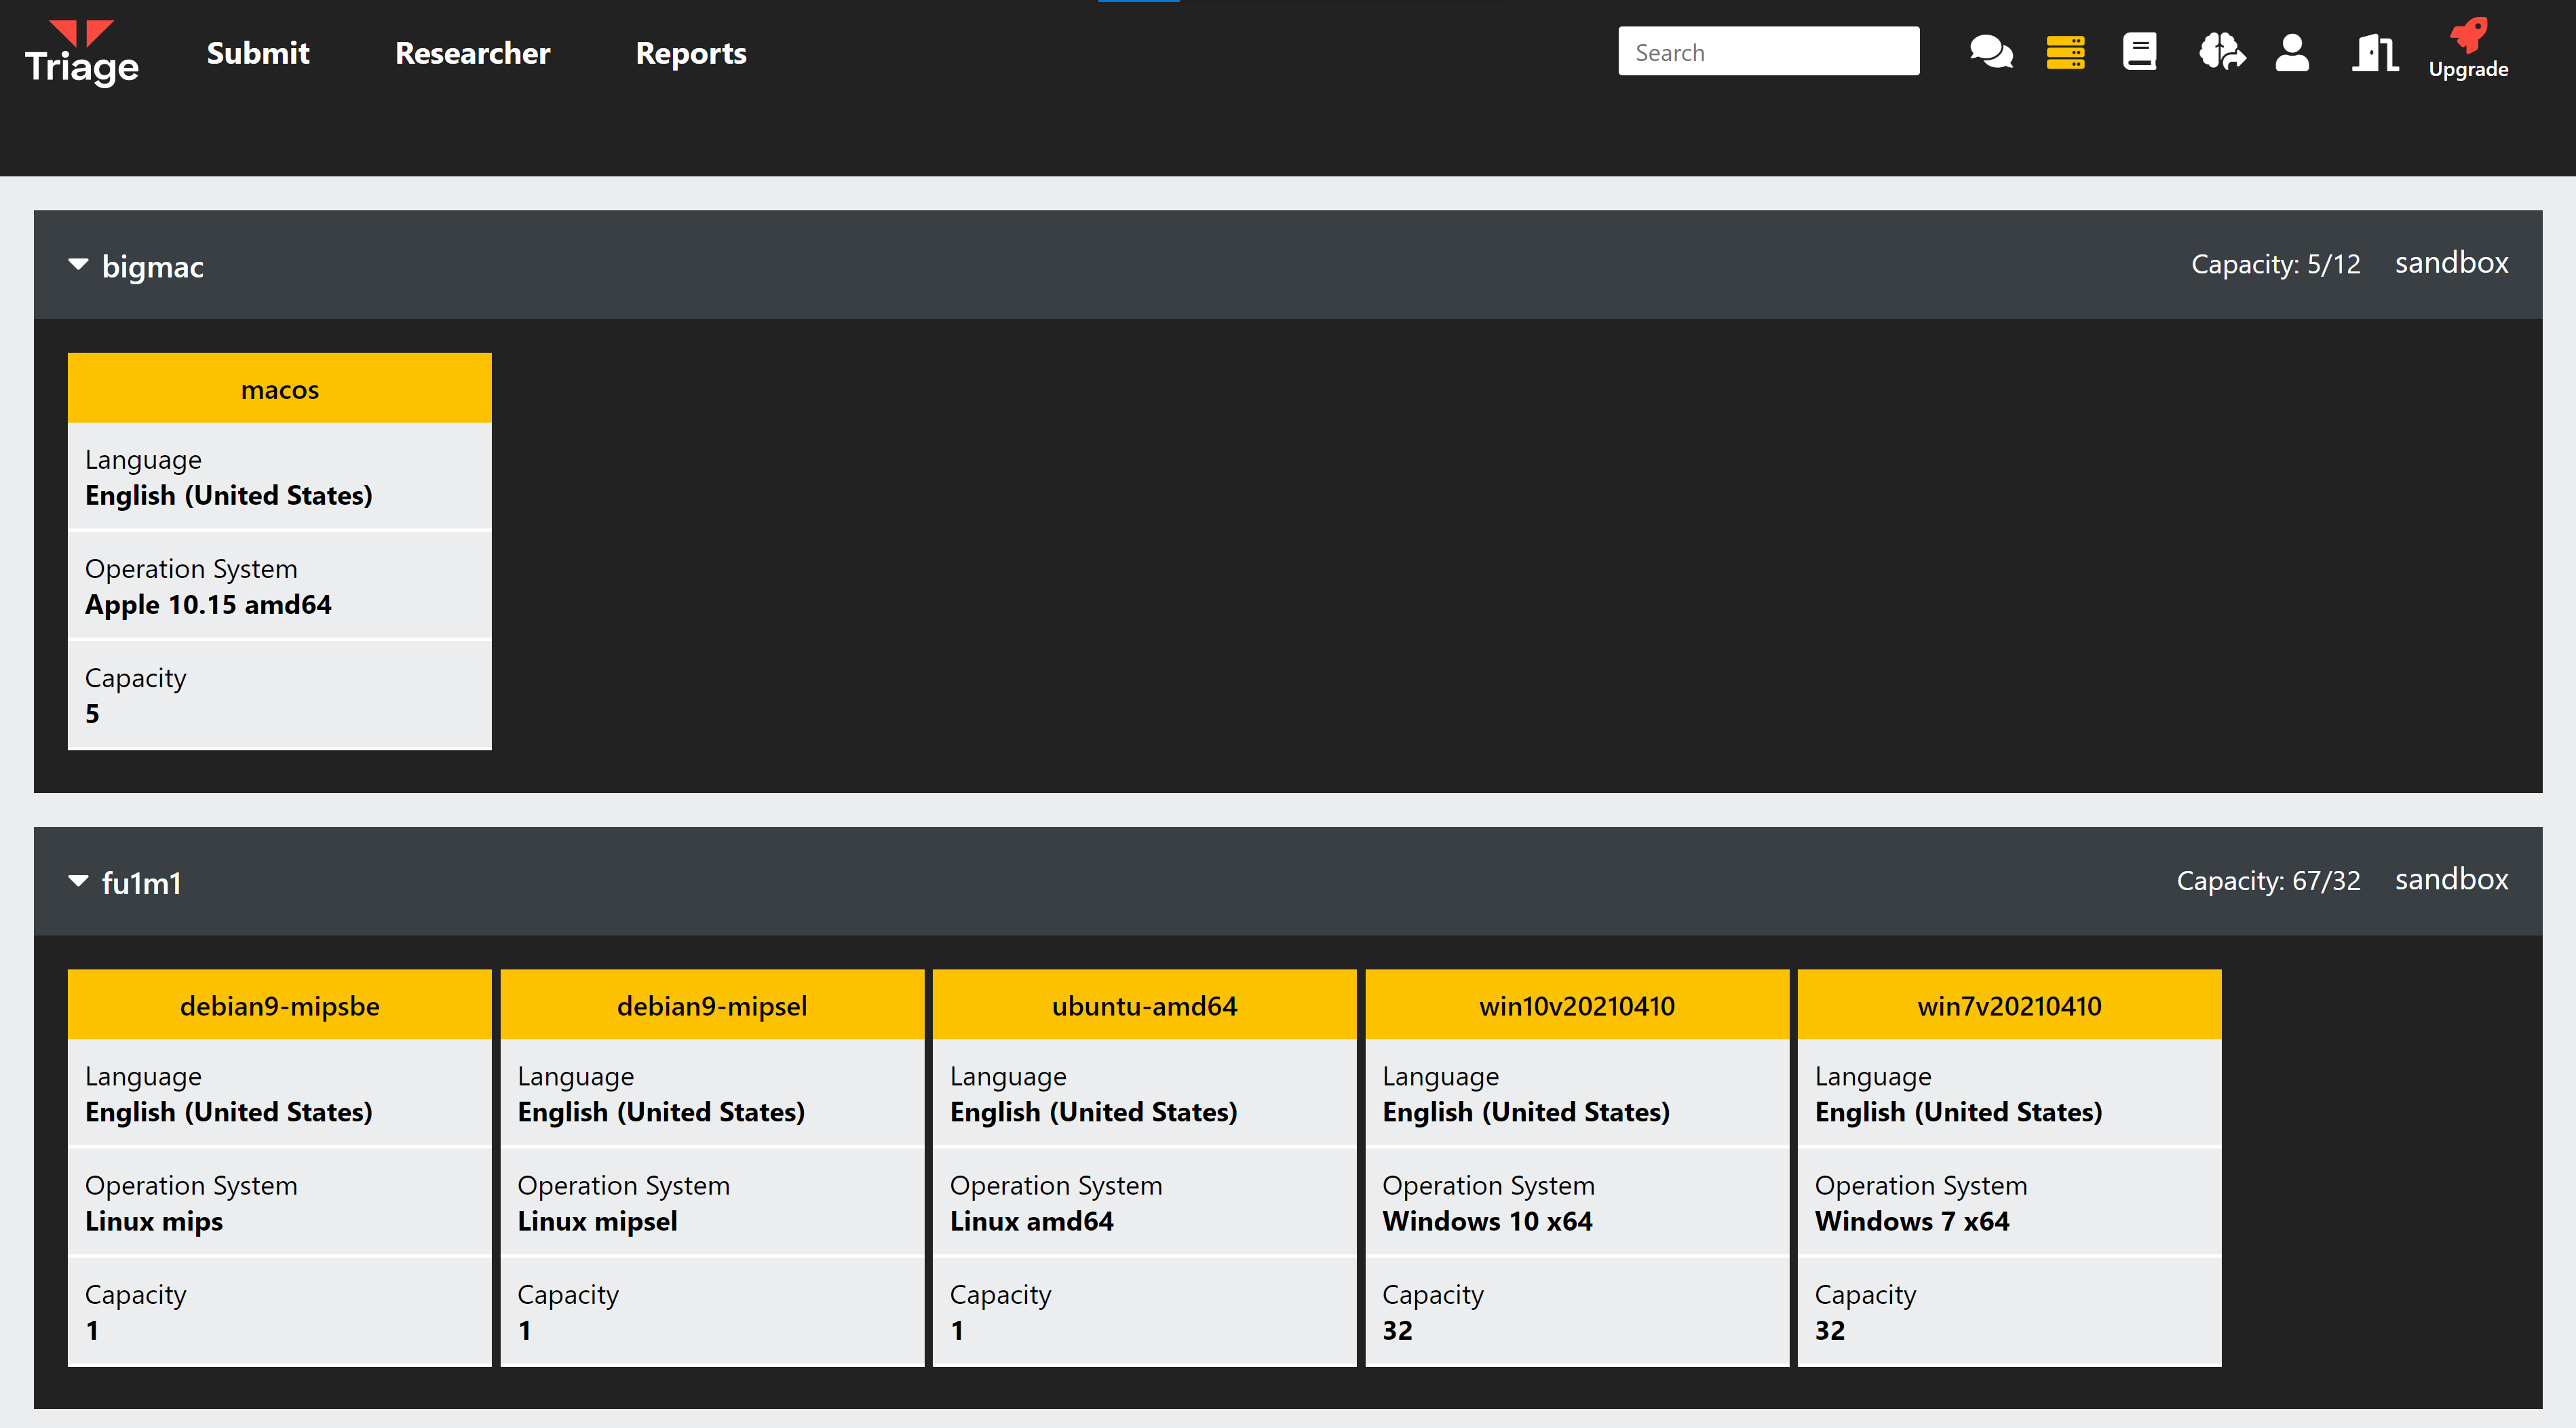 Triage
Submit
Researcher
Reports
Search
Upgrade
bigmac
Capacity: 5/12
sandbox
macos
Language
English (United States)
Operation System
Apple 10.15 amd64
Capacity
5
fu1m1
Capacity: 67/32
sandbox
debian9-mipsbe
Language
English (United States)
Operation System
Linux mips
Capacity
1
debian9-mipsel
Language
English (United States)
Operation System
Linux mipsel
Capacity
1
ubuntu-amd64
Language
English (United States)
Operation System
Linux amd64
Capacity
1
win10v20210410
Language
English (United States)
Operation System
Windows 10 x64
Capacity
32
win7v20210410
Language
English (United States)
Operation System
Windows 7 x64
Capacity
32